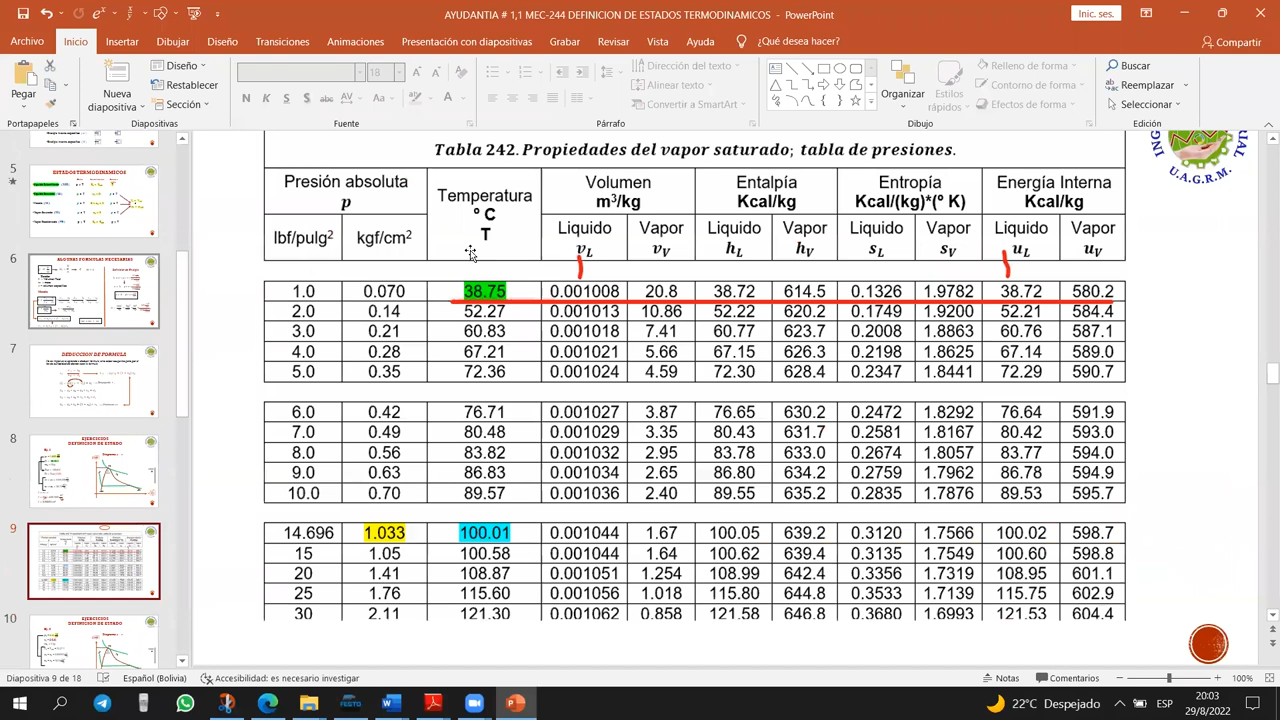 AYUDANTIA # 1,1 MEC-244 DEFINICION DE ESTADOS TERMODINAMICOS - PowerPoint
Inic. ses.
Archivo Inicio Insertar Dibujar Diseño Transiciones Animaciones Presentación con diapositivas Grabar Revisar Vista Ayuda ¿Qué desea hacer? Compartir
Pegar
Nueva diapositiva
Diseño
Restablecer
Sección
18
N K S S abc AV Aa A
Dirección del texto
Alinear texto
Convertir a SmartArt
Organizar
Estilos rápidos
Relleno de forma
Contorno de forma
Efectos de forma
Buscar
Reemplazar
Seleccionar
Portapapeles Diapositivas Fuente Párrafo Dibujo Edición
5
ESTADOS TERMODINAMICOS
6
ALGUNAS FORMULAS NECESARIAS
7
DEDUCCION DE FORMULE
8
EJERCICIOS
DEFINICION DE ESTADO
9
10
EJERCICIOS
DEFINICION DE ESTADO
Tabla 242. Propiedades del vapor saturado; tabla de presiones.
Presión absoluta p Temperatura °C T Volumen m³/kg Entalpía Kcal/kg Entropía Kcal/(kg)*(° K) Energía Interna Kcal/kg
lbf/pulg² kgf/cm² Liquido vL Vapor vV Liquido hL Vapor hV Liquido sL Vapor sV Liquido uL Vapor uV
1.0 0.070 38.75 0.001008 20.8 38.72 614.5 0.1326 1.9782 38.72 580.2
2.0 0.14 52.27 0.001013 10.86 52.22 620.2 0.1749 1.9200 52.21 584.4
3.0 0.21 60.83 0.001018 7.41 60.77 623.7 0.2008 1.8863 60.76 587.1
4.0 0.28 67.21 0.001021 5.66 67.15 626.3 0.2198 1.8625 67.14 589.0
5.0 0.35 72.36 0.001024 4.59 72.30 628.4 0.2347 1.8441 72.29 590.7
6.0 0.42 76.71 0.001027 3.87 76.65 630.2 0.2472 1.8292 76.64 591.9
7.0 0.49 80.48 0.001029 3.35 80.43 631.7 0.2581 1.8167 80.42 593.0
8.0 0.56 83.82 0.001032 2.95 83.78 633.0 0.2674 1.8057 83.77 594.0
9.0 0.63 86.83 0.001034 2.65 86.80 634.2 0.2759 1.7962 86.78 594.9
10.0 0.70 89.57 0.001036 2.40 89.55 635.2 0.2835 1.7876 89.53 595.7
14.696 1.033 100.01 0.001044 1.67 100.05 639.2 0.3120 1.7566 100.02 598.7
15 1.05 100.58 0.001044 1.64 100.62 639.4 0.3135 1.7549 100.60 598.8
20 1.41 108.87 0.001051 1.254 108.99 642.4 0.3356 1.7319 108.95 601.1
25 1.76 115.60 0.001056 1.018 115.80 644.8 0.3533 1.7139 115.75 602.9
30 2.11 121.30 0.001062 0.858 121.58 646.8 0.3680 1.6993 121.53 604.4
U.A.G.R.M.
Diapositiva 9 de 18 Español (Bolivia) Accesibilidad: es necesario investigar Notas Comentarios 100%
FESTO
22°C Despejado ESP 20:03
29/8/2022